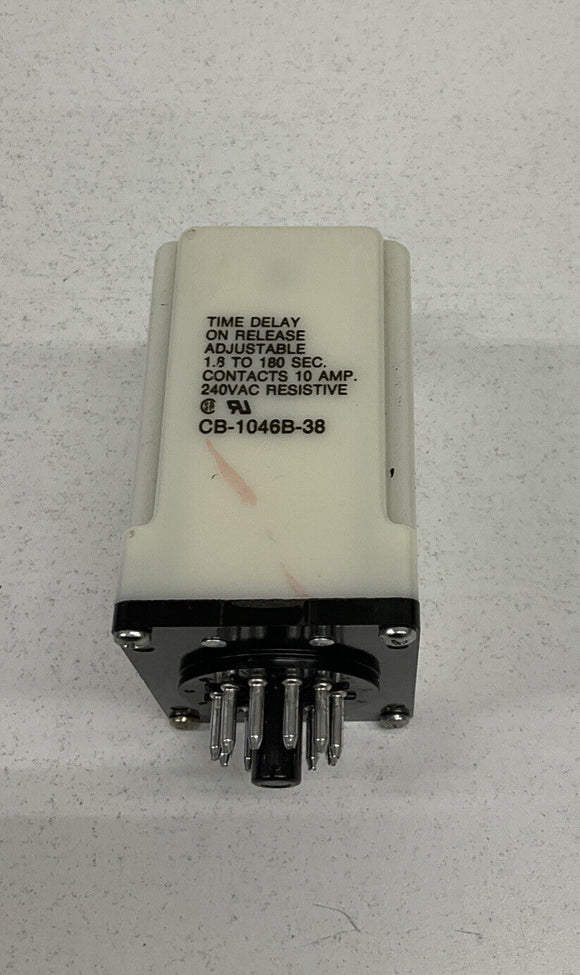 TIME DELAY
ON RELEASE
ADJUSTABLE
1.8 TO 180 SEC.
CONTACTS 10 AMP.
240VAC RESISTIVE
CB-1046B-38